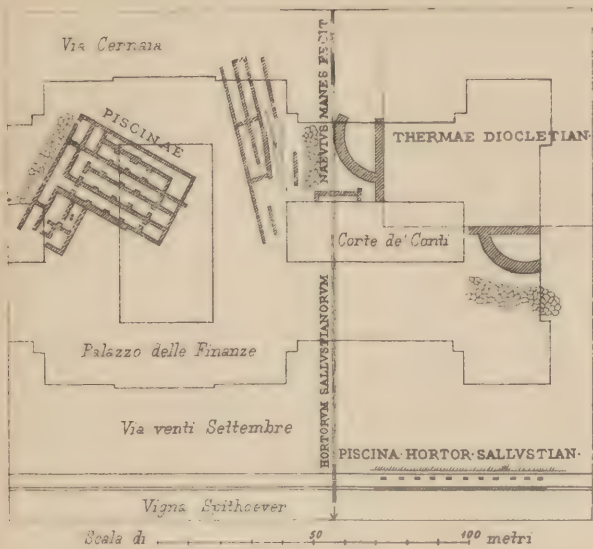 Via Cernaia
PISCINAE
NAEVIVS MANES FECIT
THERMAE DIOCLETIAN·
Corte de' Conti
Palazzo delle Finanze
HORTORVM SALLVSTIANORVM
Via venti Settembre
PISCINA·HORTOR·SALLVSTIAN·
Vigna Spithoever
Scala di 50 100 metri